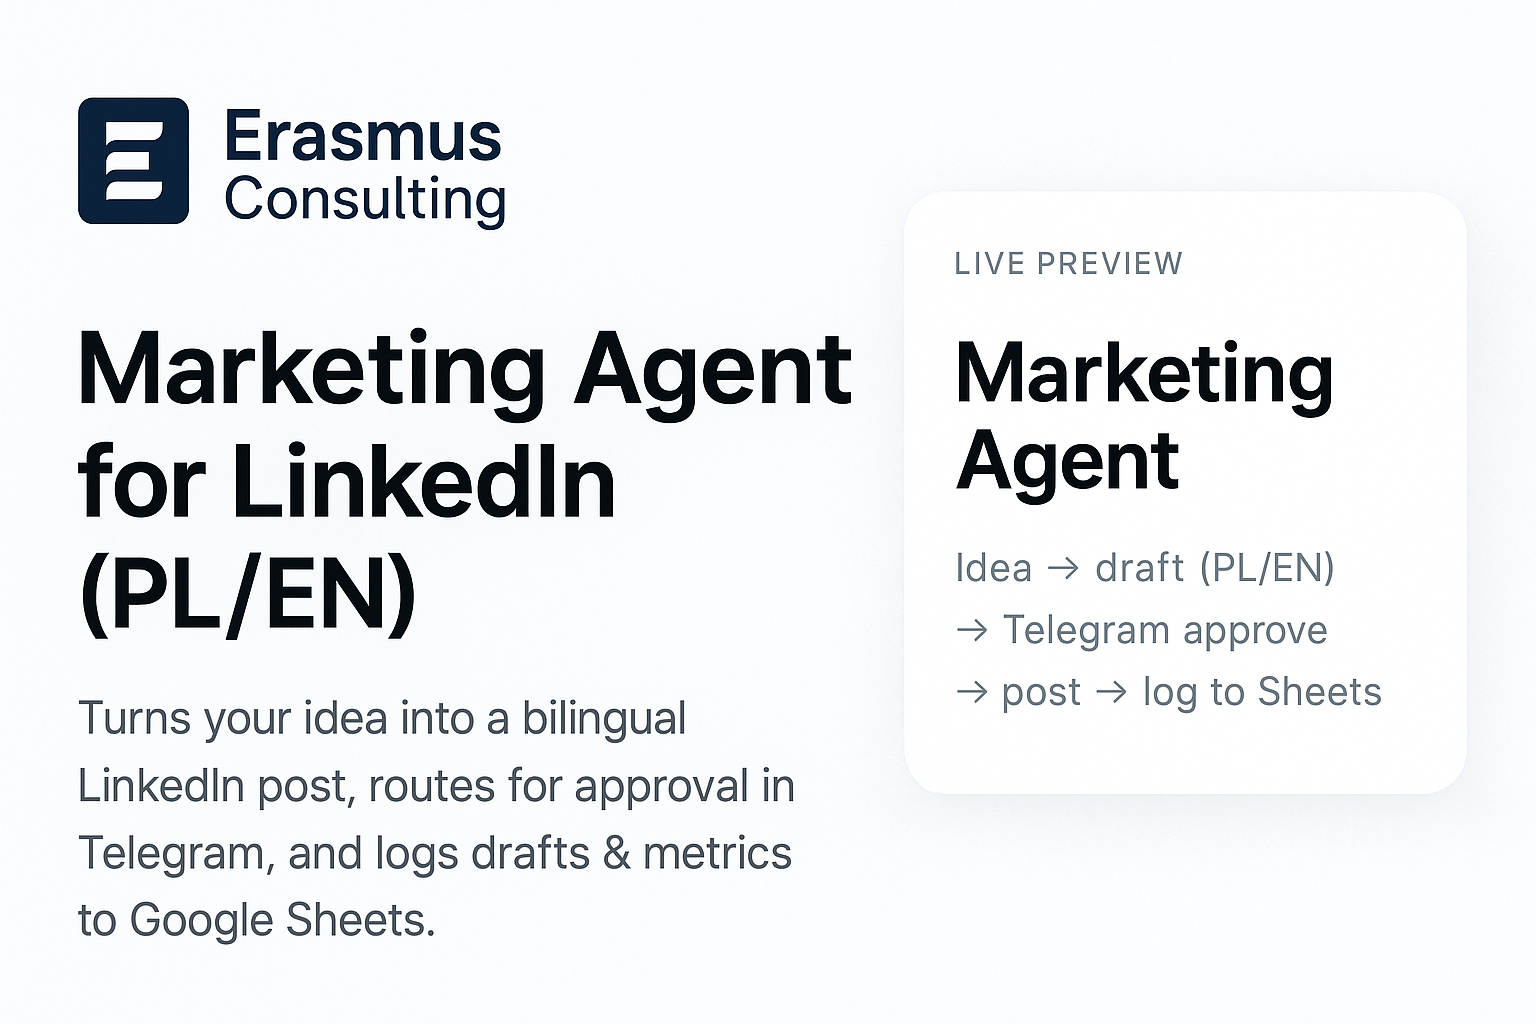 Erasmus
Consulting
Marketing Agent
for LinkedIn
(PL/EN)
Turns your idea into a bilingual
LinkedIn post, routes for approval in
Telegram, and logs drafts & metrics
to Google Sheets.
LIVE PREVIEW
Marketing
Agent
Idea → draft (PL/EN)
→ Telegram approve
→ post → log to Sheets